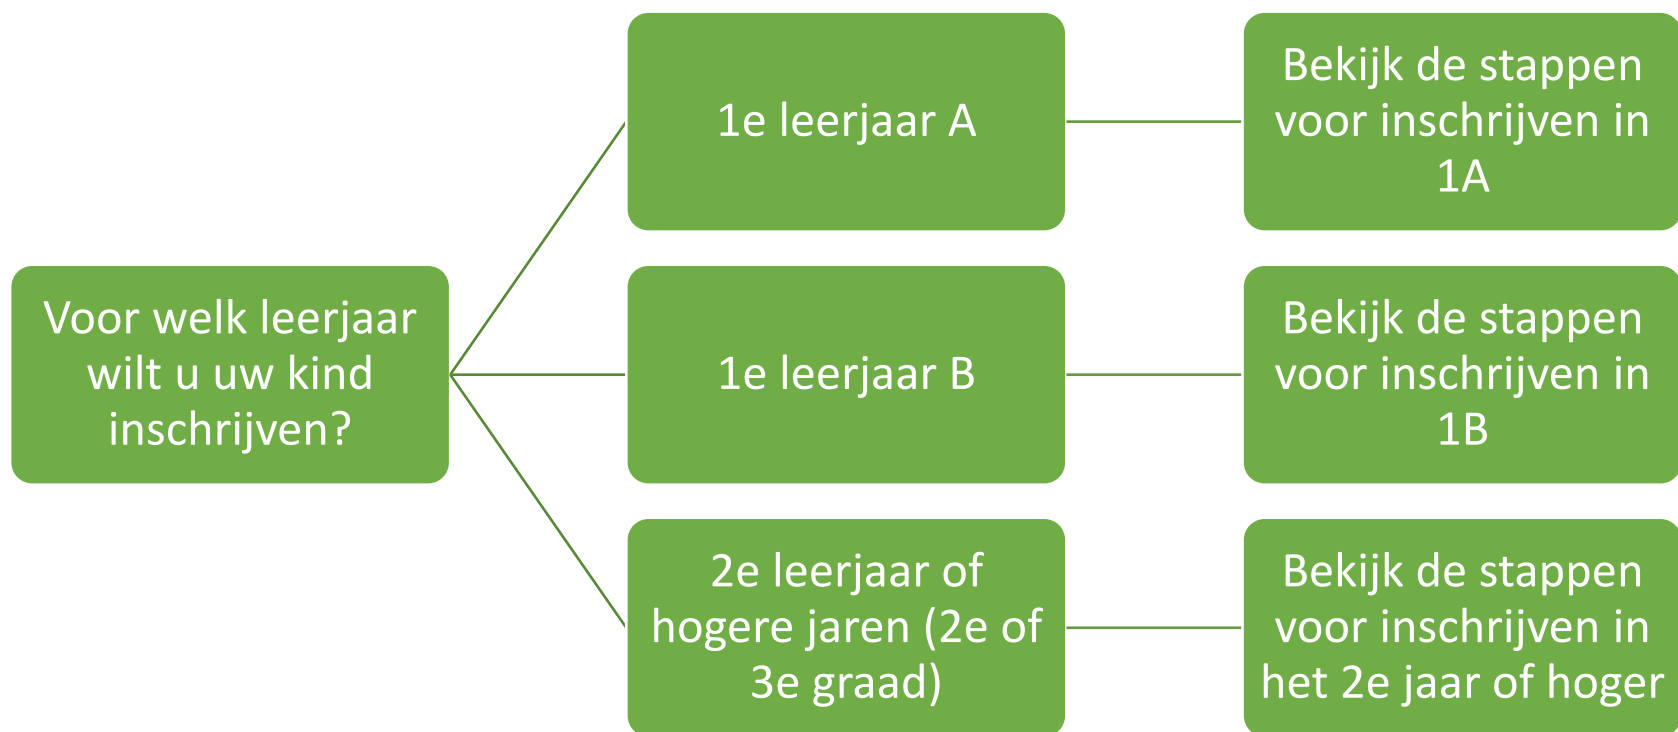 Voor welk leerjaar
wilt u uw kind
inschrijven?
1e leerjaar A
Bekijk de stappen
voor inschrijven in
1A
1e leerjaar B
Bekijk de stappen
voor inschrijven in
1B
2e leerjaar of
hogere jaren (2e of
3e graad)
Bekijk de stappen
voor inschrijven in
het 2e jaar of hoger